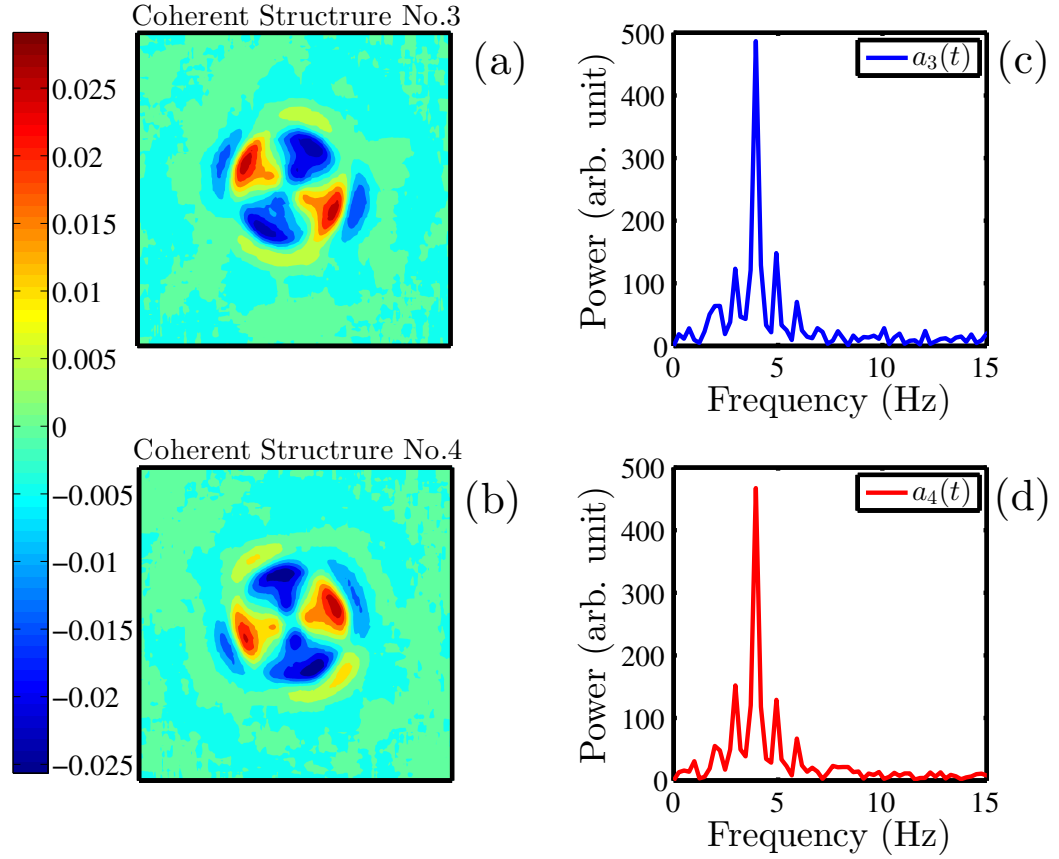 Coherent Structrure No.3
(a)
0.025
0.02
0.015
0.01
0.005
0
−0.005
−0.01
−0.015
−0.02
−0.025
Coherent Structrure No.4
(b)
500
400
300
200
100
0
Power (arb. unit)
a3(t)
(c)
0 5 10 15
Frequency (Hz)
500
400
300
200
100
0
Power (arb. unit)
a4(t)
(d)
0 5 10 15
Frequency (Hz)